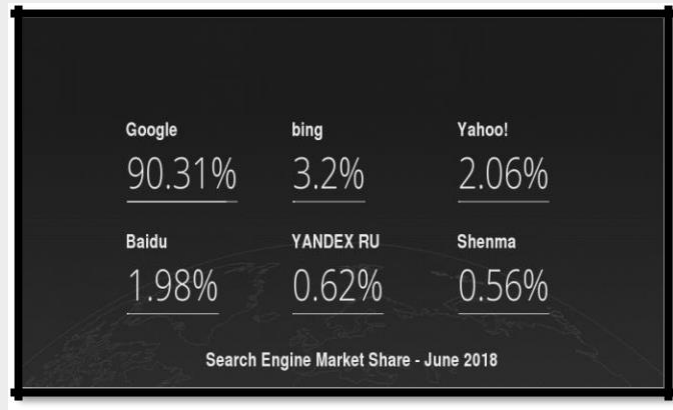 Google bing Yahoo!
90.31% 3.2% 2.06%
Baidu YANDEX RU Shenma
1.98% 0.62% 0.56%
Search Engine Market Share - June 2018